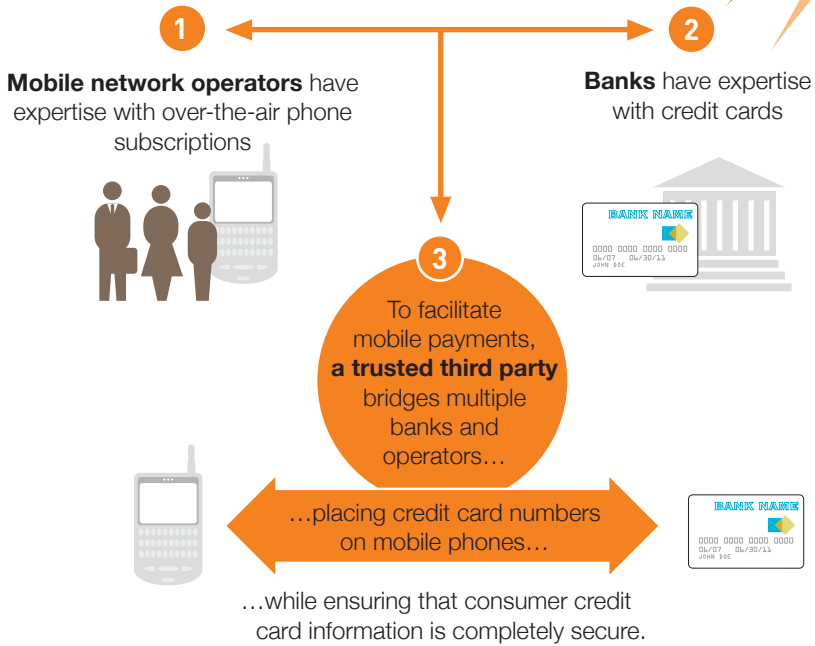 1
2
Mobile network operators have
expertise with over-the-air phone
subscriptions
Banks have expertise
with credit cards
BANK NAME
0000 0000 0000 0000
06/07 06/30/11
JOHN DOE
3
To facilitate
mobile payments,
a trusted third party
bridges multiple
banks and
operators…
…placing credit card numbers
on mobile phones…
BANK NAME
0000 0000 0000 0000
06/07 06/30/11
JOHN DOE
…while ensuring that consumer credit
card information is completely secure.